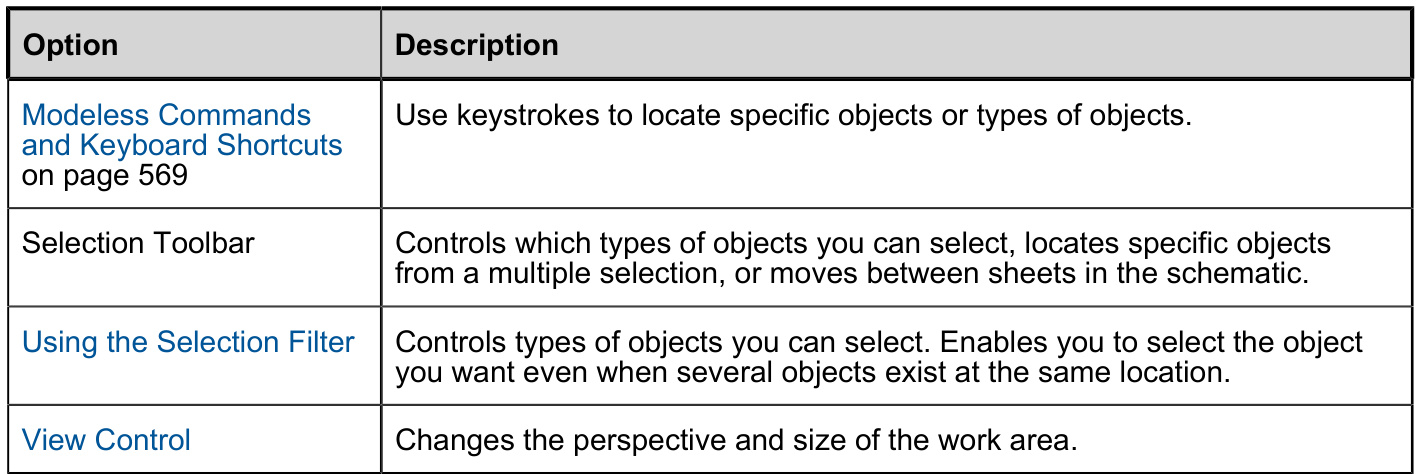 Option Description
Modeless Commands Use keystrokes to locate specific objects or types of objects.
and Keyboard Shortcuts
on page 569
Selection Toolbar Controls which types of objects you can select, locates specific objects
from a multiple selection, or moves between sheets in the schematic.
Using the Selection Filter Controls types of objects you can select. Enables you to select the object
you want even when several objects exist at the same location.
View Control Changes the perspective and size of the work area.